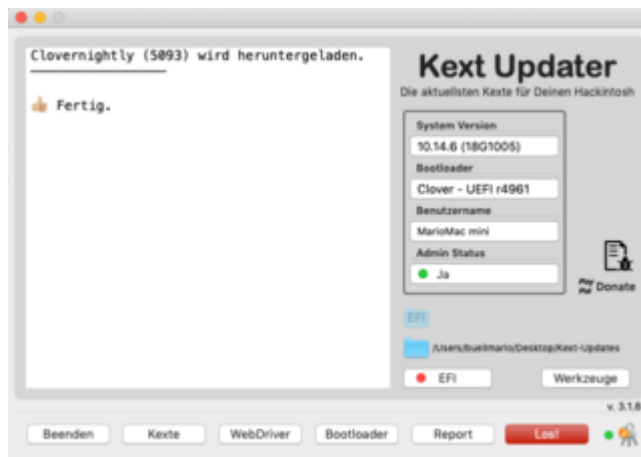 Clovernightly (5093) wird heruntergeladen.
Fertig.
Kext Updater
Die aktuellsten Kexte für Deinen Hackintosh
System Version
10.14.6 (18G1005)
Bootloader
Clover - UEFI r4961
Benutzername
MarioMac mini
Admin Status
Ja
Donate
EFI
/Users/buellmario/Desktop/Kext-Updates
EFI
Werkzeuge
v. 3.1.8
Beenden
Kexte
WebDriver
Bootloader
Report
Los!